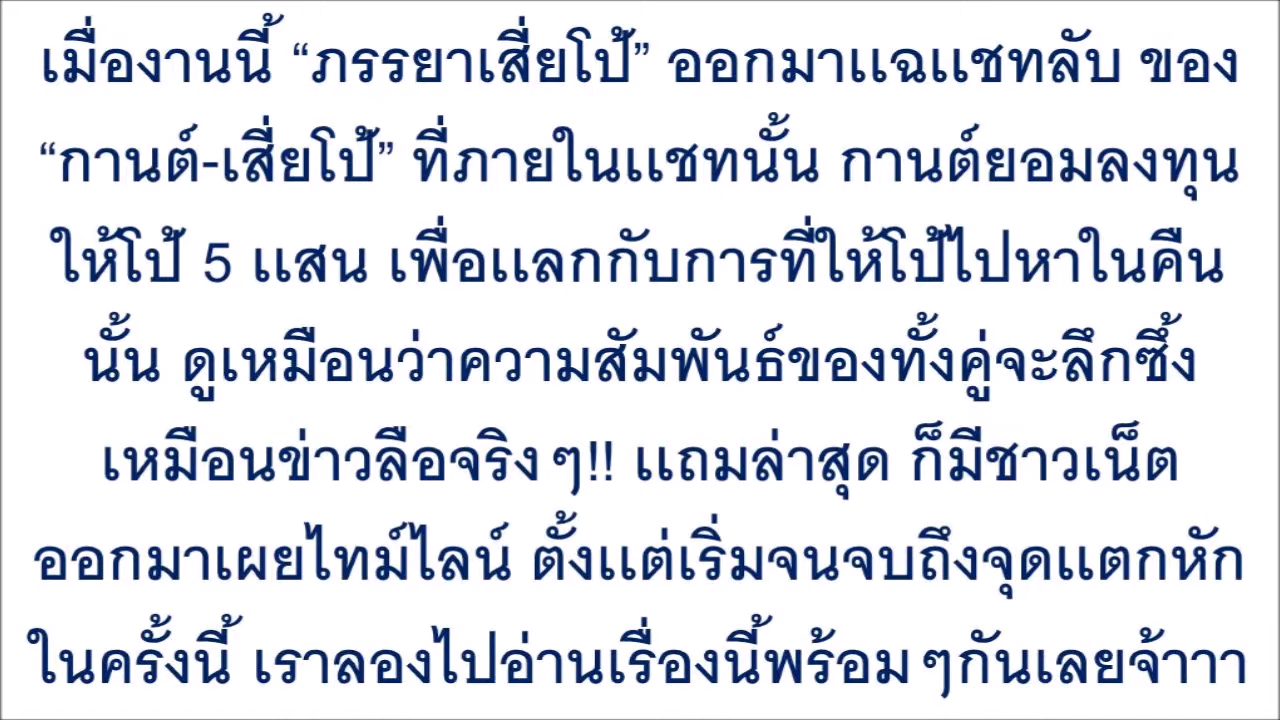 เมื่องานนี้ “ภรรยาเสี่ยโป้” ออกมาแฉแชทลับ ของ
“กานต์-เสี่ยโป้” ที่ภายในแชทนั้น กานต์ยอมลงทุน
ให้โป้ 5 แสน เพื่อแลกกับการที่ให้โป้ไปหาในคืน
นั้น ดูเหมือนว่าความสัมพันธ์ของทั้งคู่จะลึกซึ้ง
เหมือนข่าวลือจริงๆ!! แถมล่าสุด ก็มีชาวเน็ต
ออกมาเผยไทม์ไลน์ ตั้งแต่เริ่มจนจบถึงจุดแตกหัก
ในครั้งนี้ เราลองไปอ่านเรื่องนี้พร้อมๆกันเลยจ้าาา